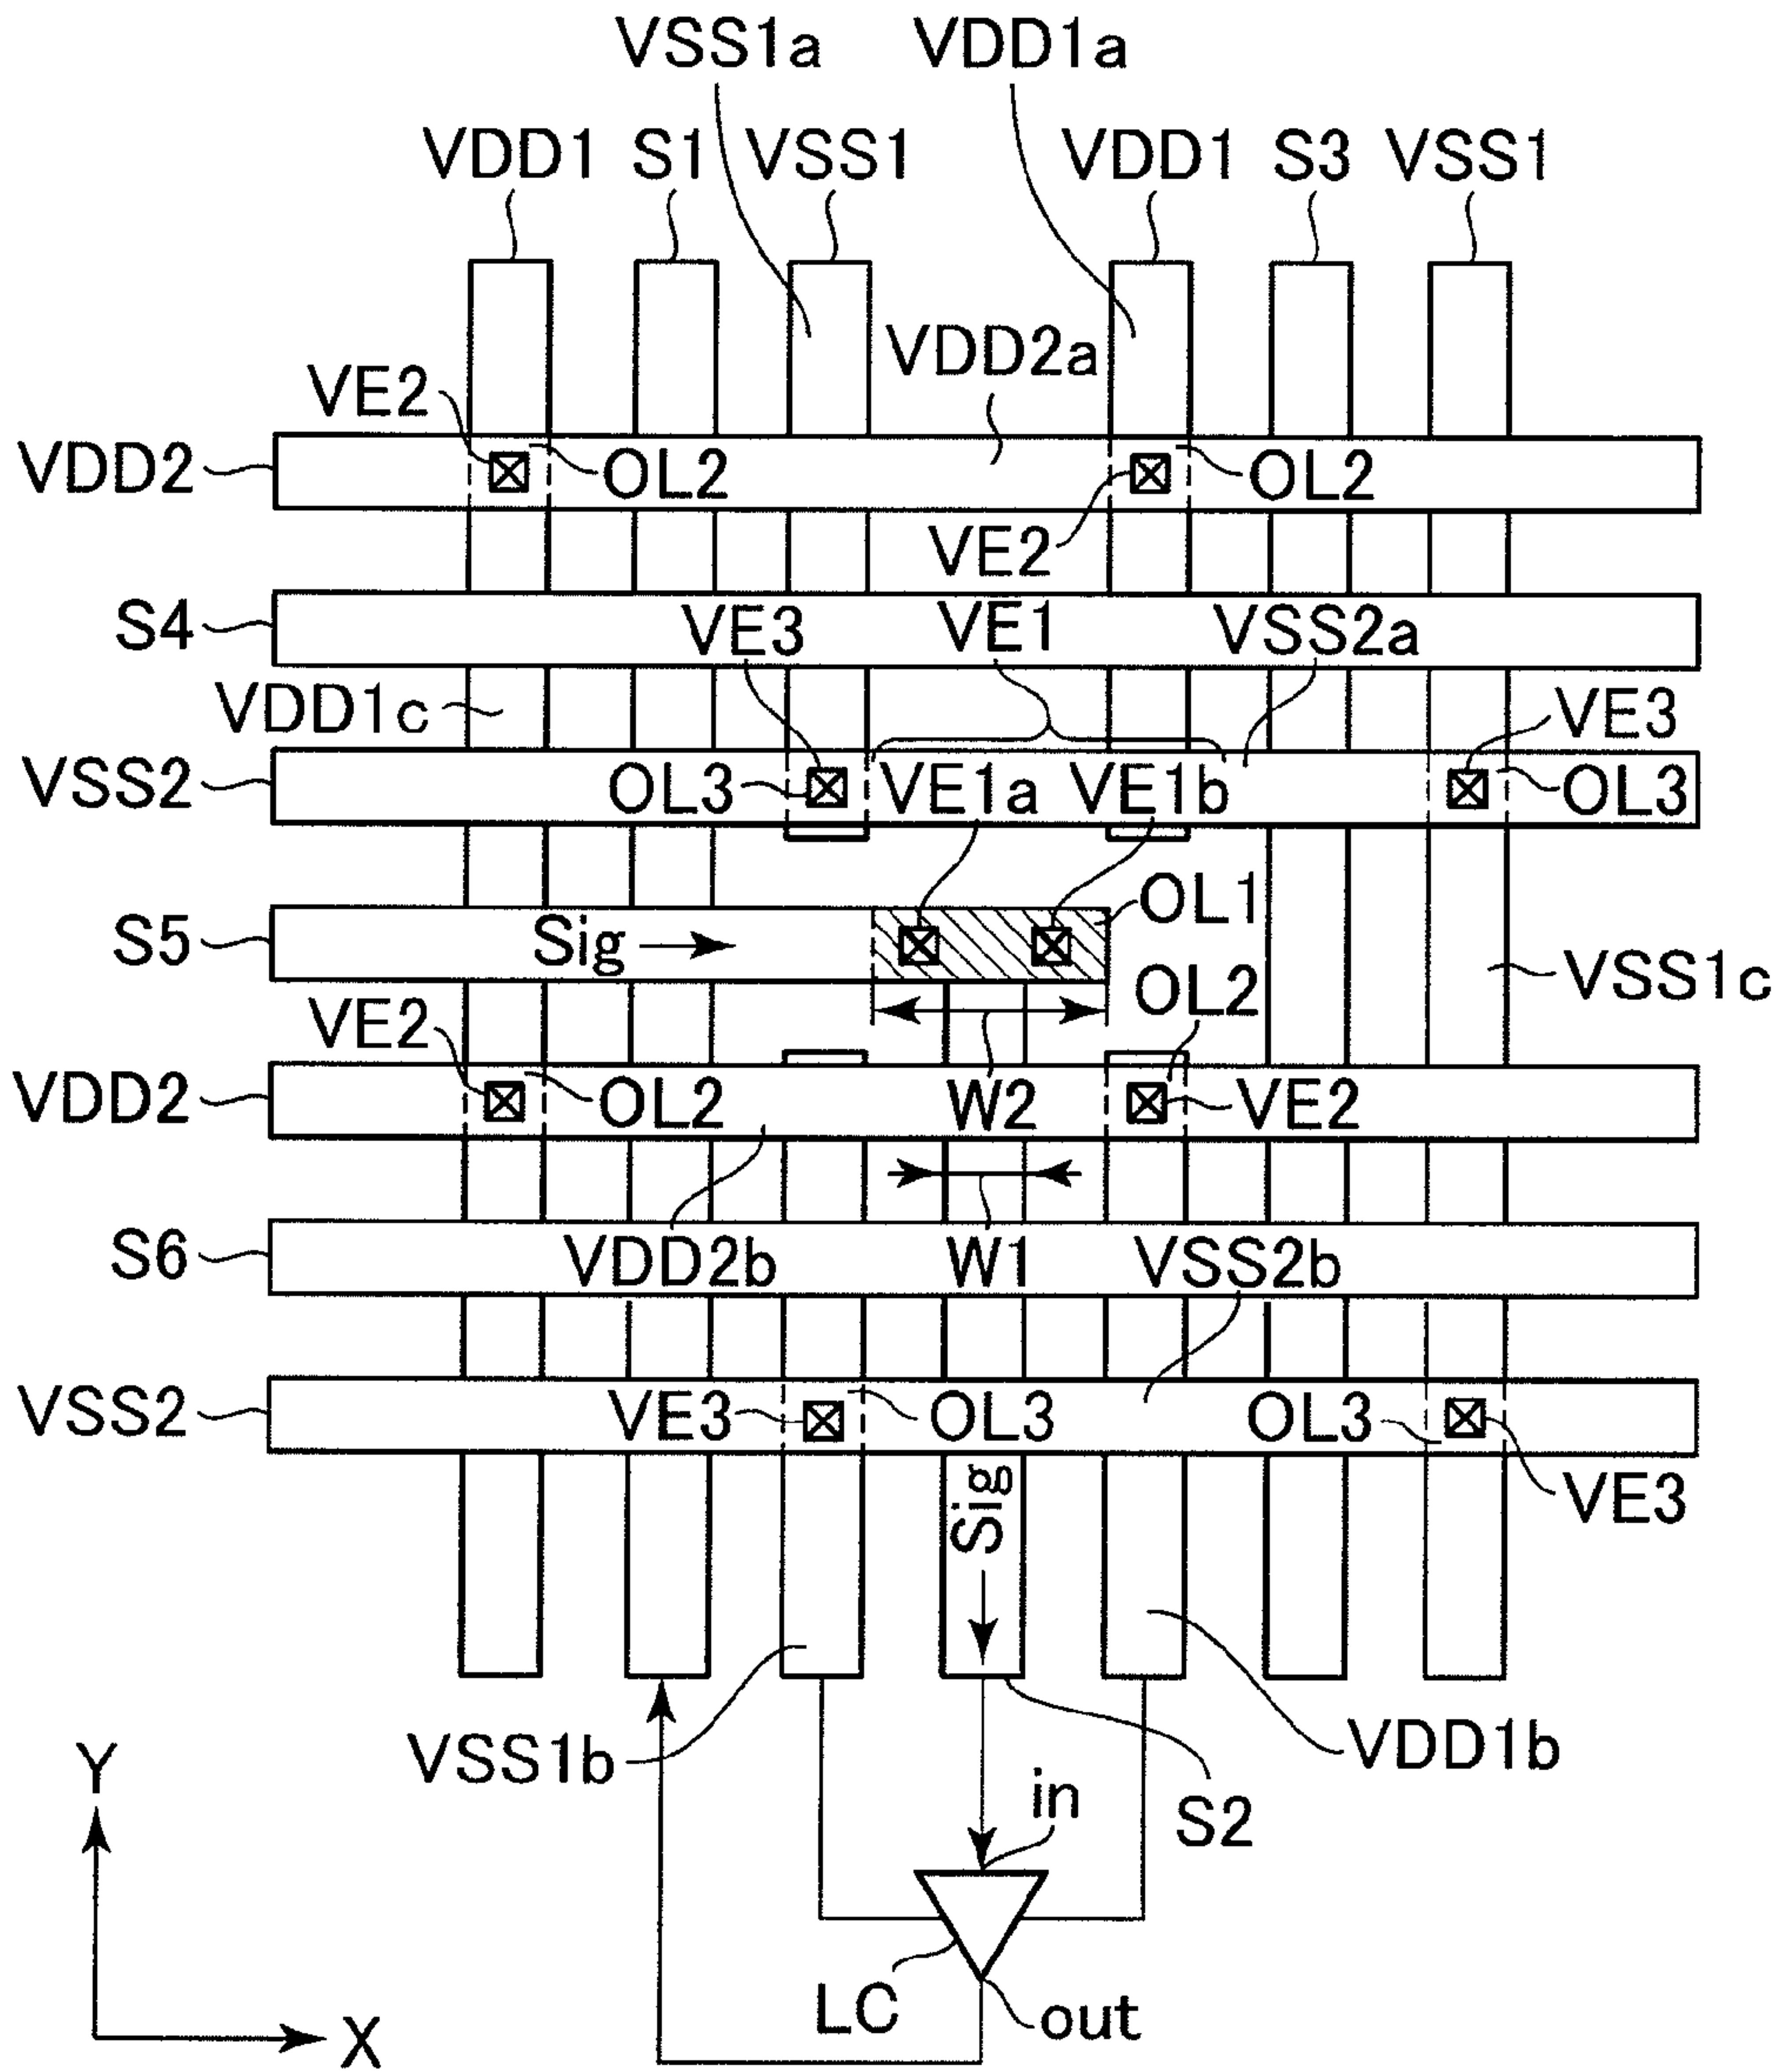 VSS1a VDD1a
VDD1 S1 VSS1 VDD1 S3 VSS1
VDD2a
VE2
VDD2 OL2 OL2
VE2
S4 VE3 VE1 VSS2a
VDD1c VE3
VSS2 OL3 VE1a VE1b OL3
OL1
S5 Sig
OL2 VSS1c
VE2
VDD2 OL2 W2 VE2
S6 VDD2b W1 VSS2b
VSS2 VE3 OL3 OL3
VE3
Sig
VSS1b VDD1b
Y in S2
LC out
X